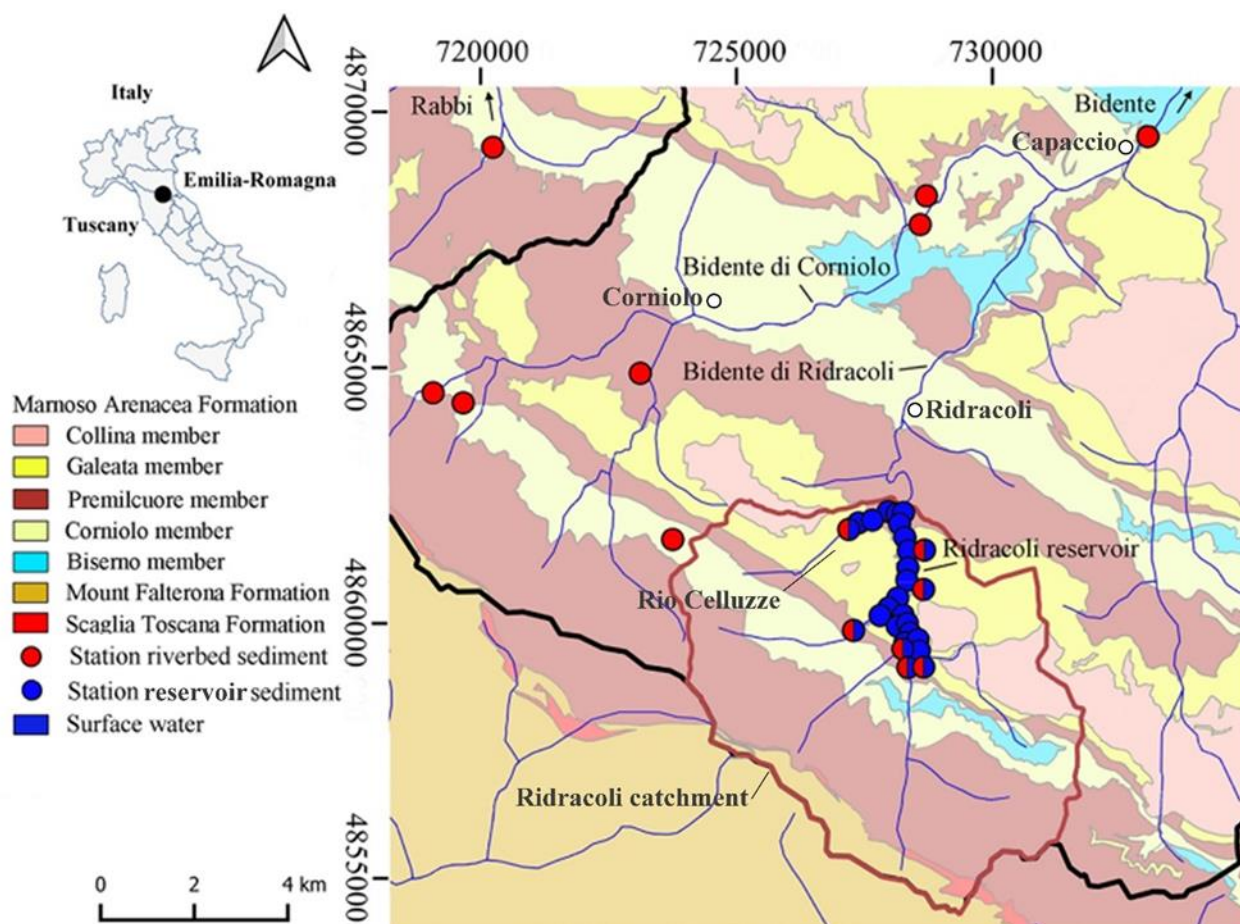 720000
725000
730000
4870000
4865000
4860000
4855000
Italy
Emilia-Romagna
Tuscany
Marnoso Arenacea Formation
Collina member
Galeata member
Premilcuore member
Corniolo member
Biserno member
Mount Falterona Formation
Scaglia Toscana Formation
Station riverbed sediment
Station reservoir sediment
Surface water
0 2 4 km
Rabbi
Bidente
Capaccio
Bidente di Corniolo
Corniolo
Bidente di Ridracoli
Ridracoli
Ridracoli reservoir
Rio Celluzze
Ridracoli catchment